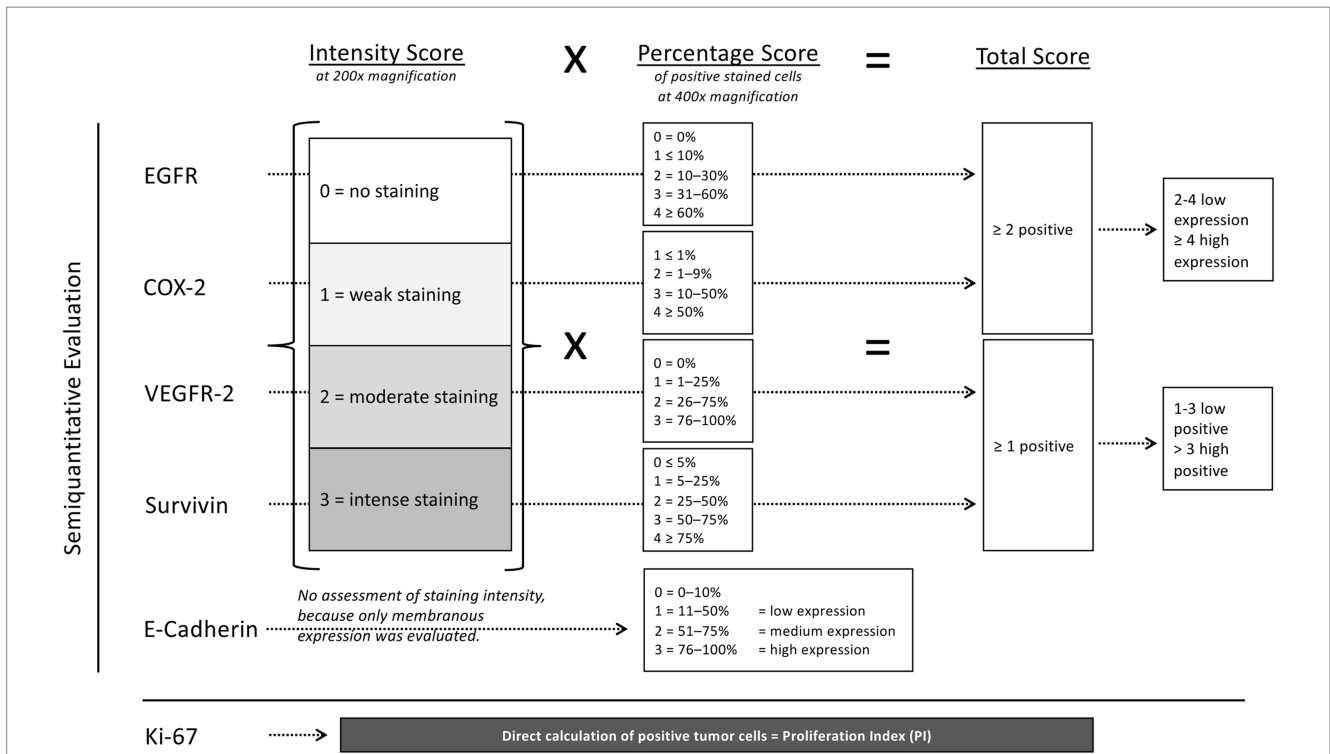 Intensity Score X Percentage Score = Total Score
at 200x magnification
of positive stained cells
at 400x magnification
Semiquantitative Evaluation
EGFR
0 = no staining
0 = 0%
1 ≤ 10%
2 = 10–30%
3 = 31–60%
4 ≥ 60%
≥ 2 positive
2-4 low
expression
≥ 4 high
expression
COX-2
1 = weak staining
1 ≤ 1%
2 = 1–9%
3 = 10–50%
4 ≥ 50%
X =
VEGFR-2
2 = moderate staining
0 = 0%
1 = 1–25%
2 = 26–75%
3 = 76–100%
≥ 1 positive
1-3 low
positive
> 3 high
positive
Survivin
3 = intense staining
0 ≤ 5%
1 = 5–25%
2 = 25–50%
3 = 50–75%
4 ≥ 75%
E-Cadherin
No assessment of staining intensity,
because only membranous
expression was evaluated.
0 = 0–10%
1 = 11–50% = low expression
2 = 51–75% = medium expression
3 = 76–100% = high expression
Ki-67
Direct calculation of positive tumor cells = Proliferation Index (PI)